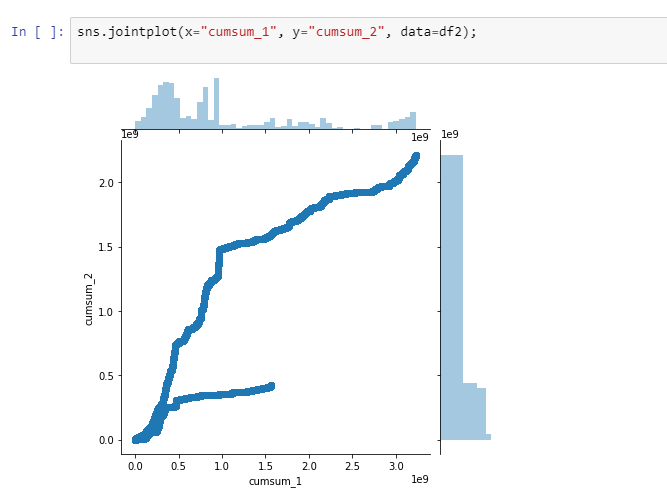 In [ ]: sns.jointplot(x="cumsum_1", y="cumsum_2", data=df2);
1e9 1e9 1e9
2.0
1.5
1.0
0.5
0.0
cumsum_2
0.0 0.5 1.0 1.5 2.0 2.5 3.0
1e9
cumsum_1